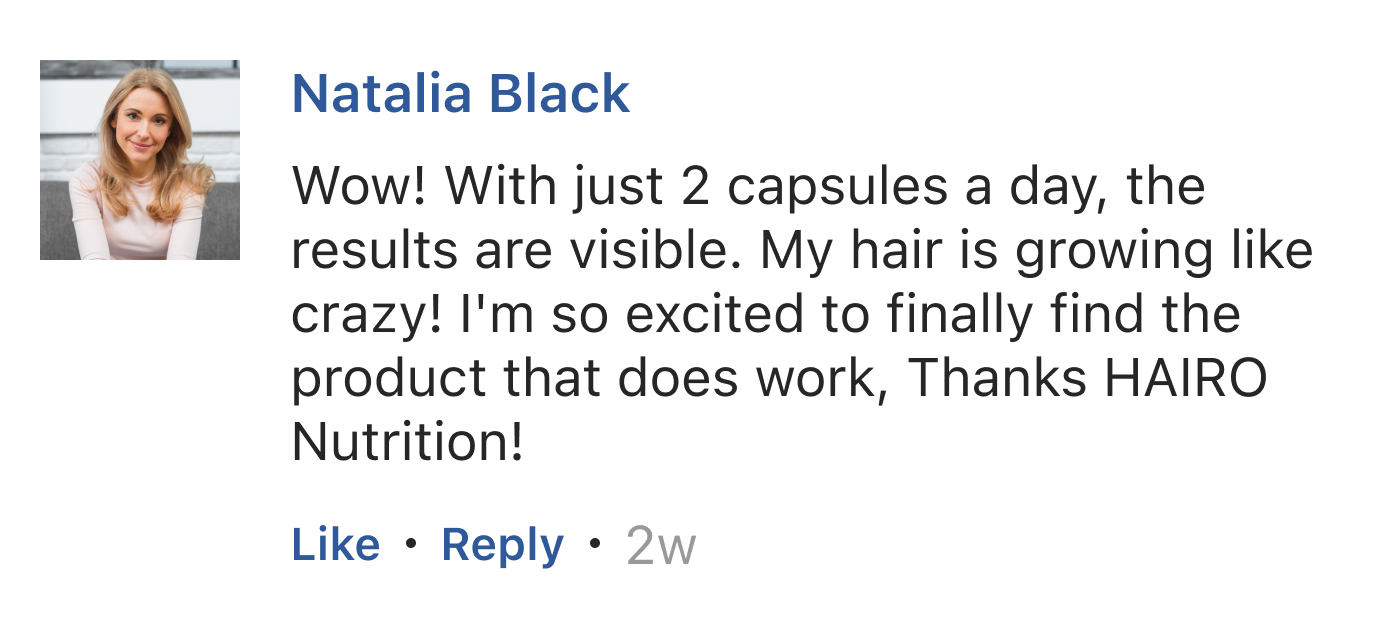 Natalia Black
Wow! With just 2 capsules a day, the
results are visible. My hair is growing like
crazy! I'm so excited to finally find the
product that does work, Thanks HAIRO
Nutrition!
Like • Reply • 2w